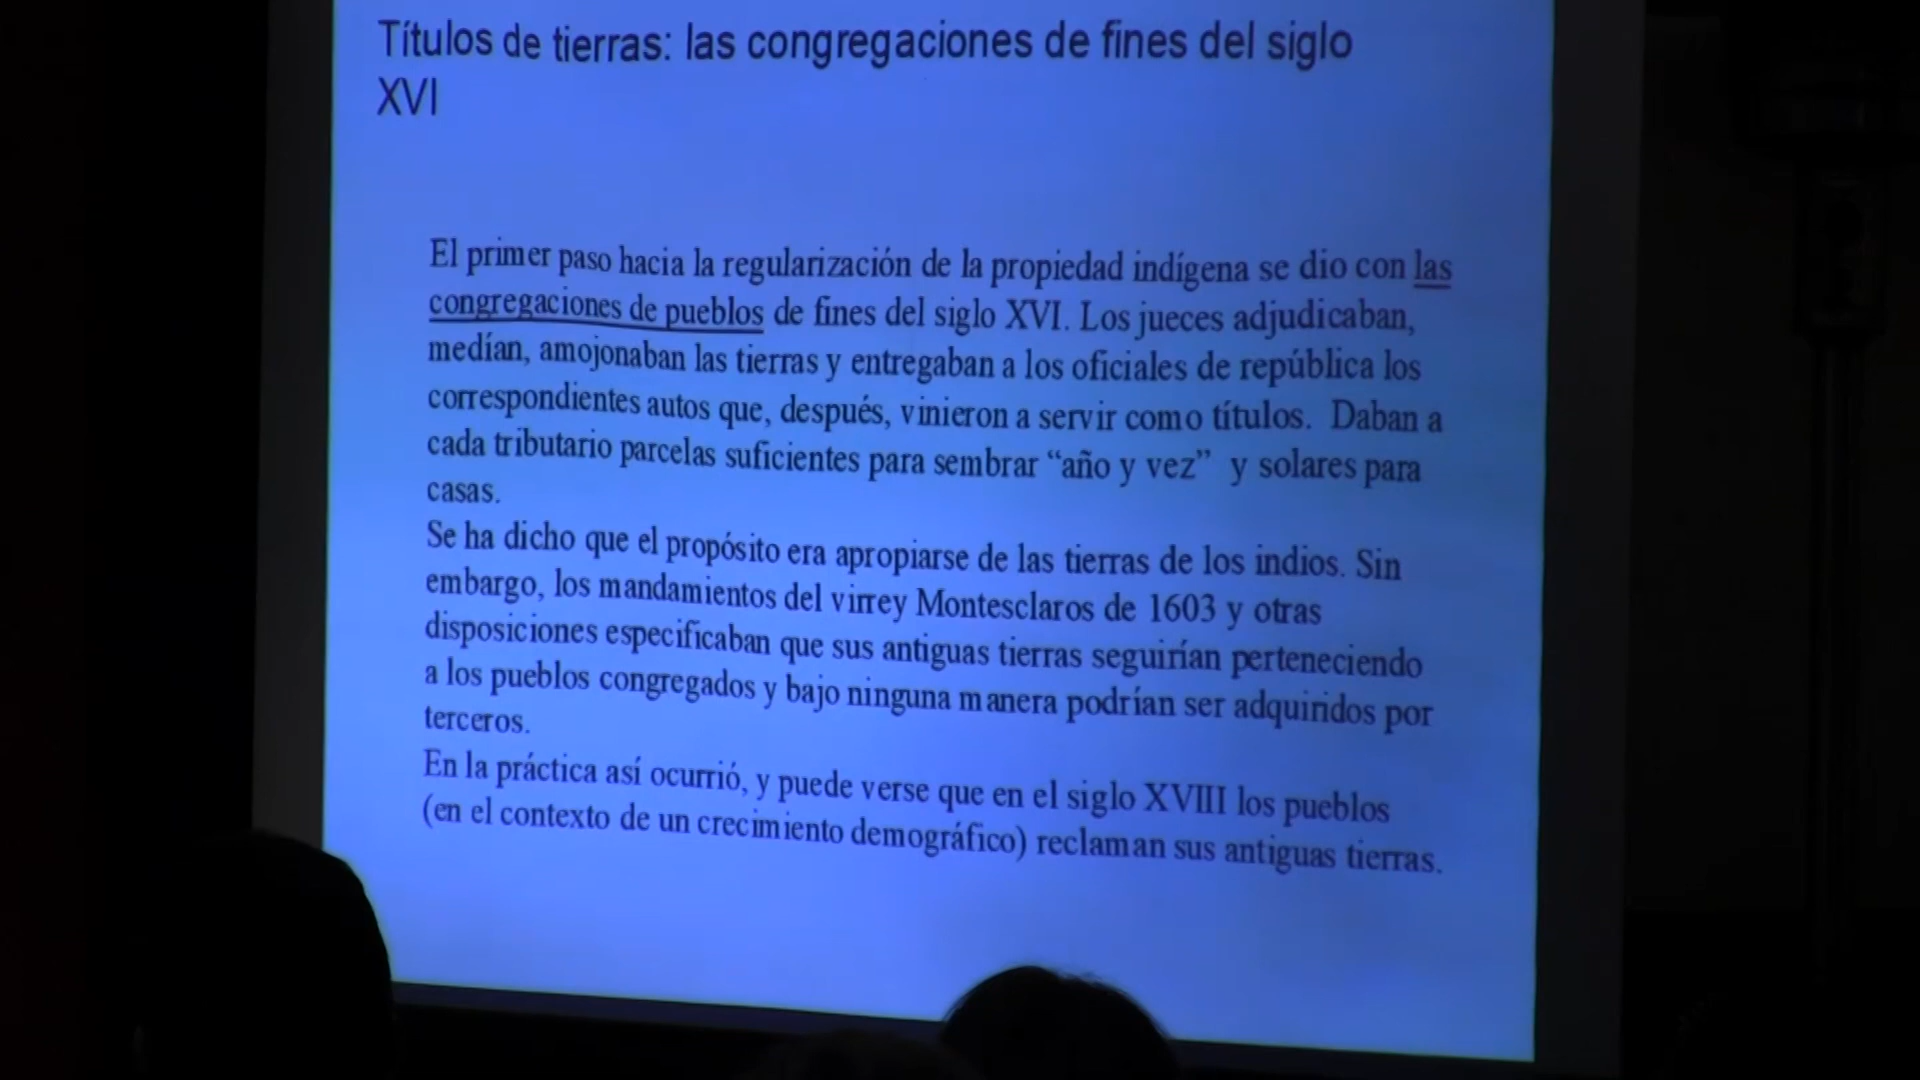 Títulos de tierras: las congregaciones de fines del siglo
XVI
El primer paso hacia la regularización de la propiedad indígena se dio con las
congregaciones de pueblos de fines del siglo XVI. Los jueces adjudicaban,
medían, amojonaban las tierras y entregaban a los oficiales de república los
correspondientes autos que, después, vinieron a servir como títulos. Daban a
cada tributario parcelas suficientes para sembrar “año y vez” y solares para
casas.
Se ha dicho que el propósito era apropiarse de las tierras de los indios. Sin
embargo, los mandamientos del virrey Montesclaros de 1603 y otras
disposiciones especificaban que sus antiguas tierras seguirían perteneciendo
a los pueblos congregados y bajo ninguna manera podrían ser adquiridos por
terceros.
En la práctica así ocurrió, y puede verse que en el siglo XVIII los pueblos
(en el contexto de un crecimiento demográfico) reclaman sus antiguas tierras.